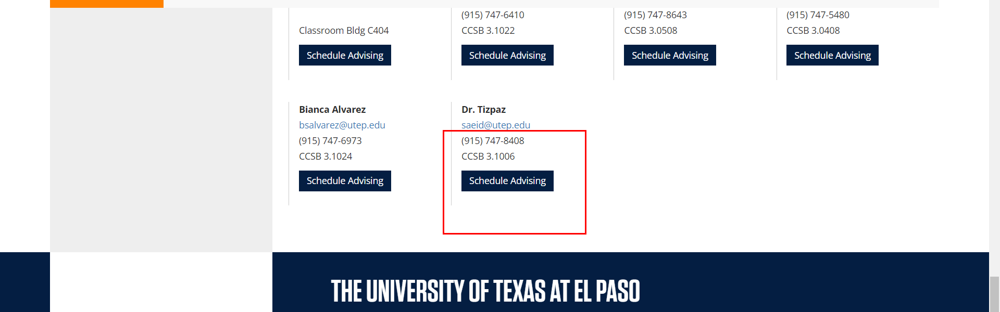 Classroom Bldg C404
Schedule Advising
(915) 747-6410
CCSB 3.1022
Schedule Advising
(915) 747-8643
CCSB 3.0508
Schedule Advising
(915) 747-5480
CCSB 3.0408
Schedule Advising
Bianca Alvarez
bsalvarez@utep.edu
(915) 747-6973
CCSB 3.1024
Schedule Advising
Dr. Tizpaz
saeid@utep.edu
(915) 747-8408
CCSB 3.1006
Schedule Advising
THE UNIVERSITY OF TEXAS AT EL PASO